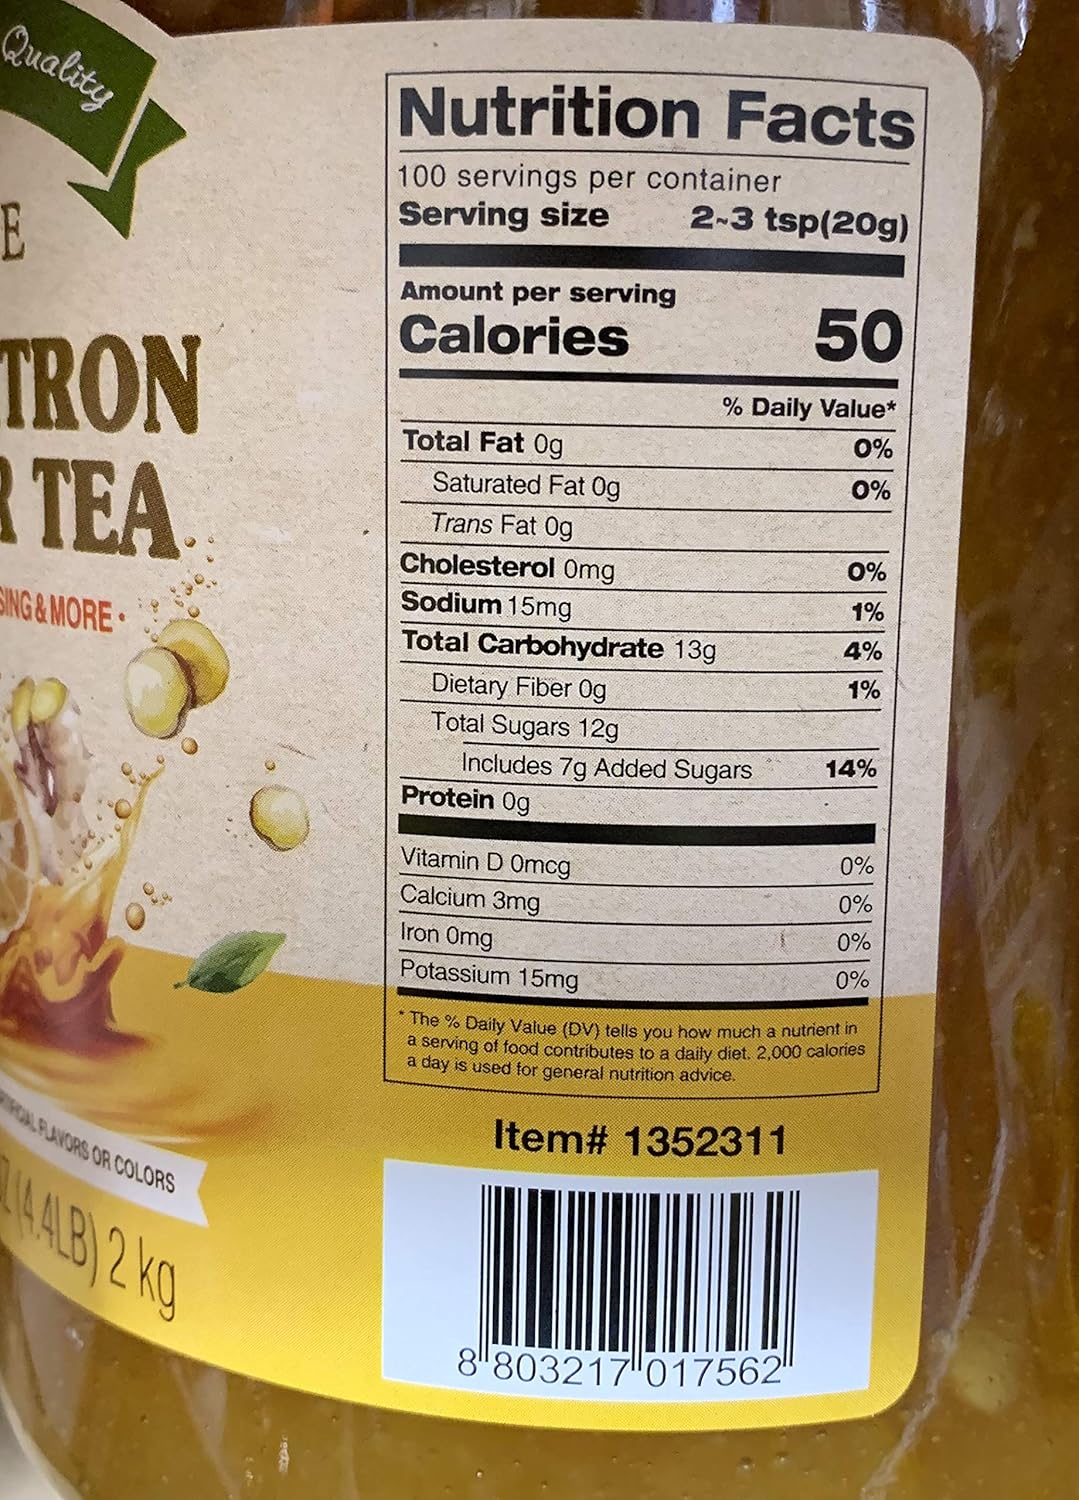 Quality
E
TRON
R TEA
SING & MORE •
FLAVORS OR COLORS
(4.4LB) 2 kg
Nutrition Facts
100 servings per container
Serving size 2~3 tsp(20g)
Amount per serving
Calories 50
% Daily Value*
Total Fat 0g 0%
Saturated Fat 0g 0%
Trans Fat 0g
Cholesterol 0mg 0%
Sodium 15mg 1%
Total Carbohydrate 13g 4%
Dietary Fiber 0g 1%
Total Sugars 12g
Includes 7g Added Sugars 14%
Protein 0g
Vitamin D 0mcg 0%
Calcium 3mg 0%
Iron 0mg 0%
Potassium 15mg 0%
* The % Daily Value (DV) tells you how much a nutrient in
a serving of food contributes to a daily diet. 2,000 calories
a day is used for general nutrition advice.
Item# 1352311
8 803217 017562